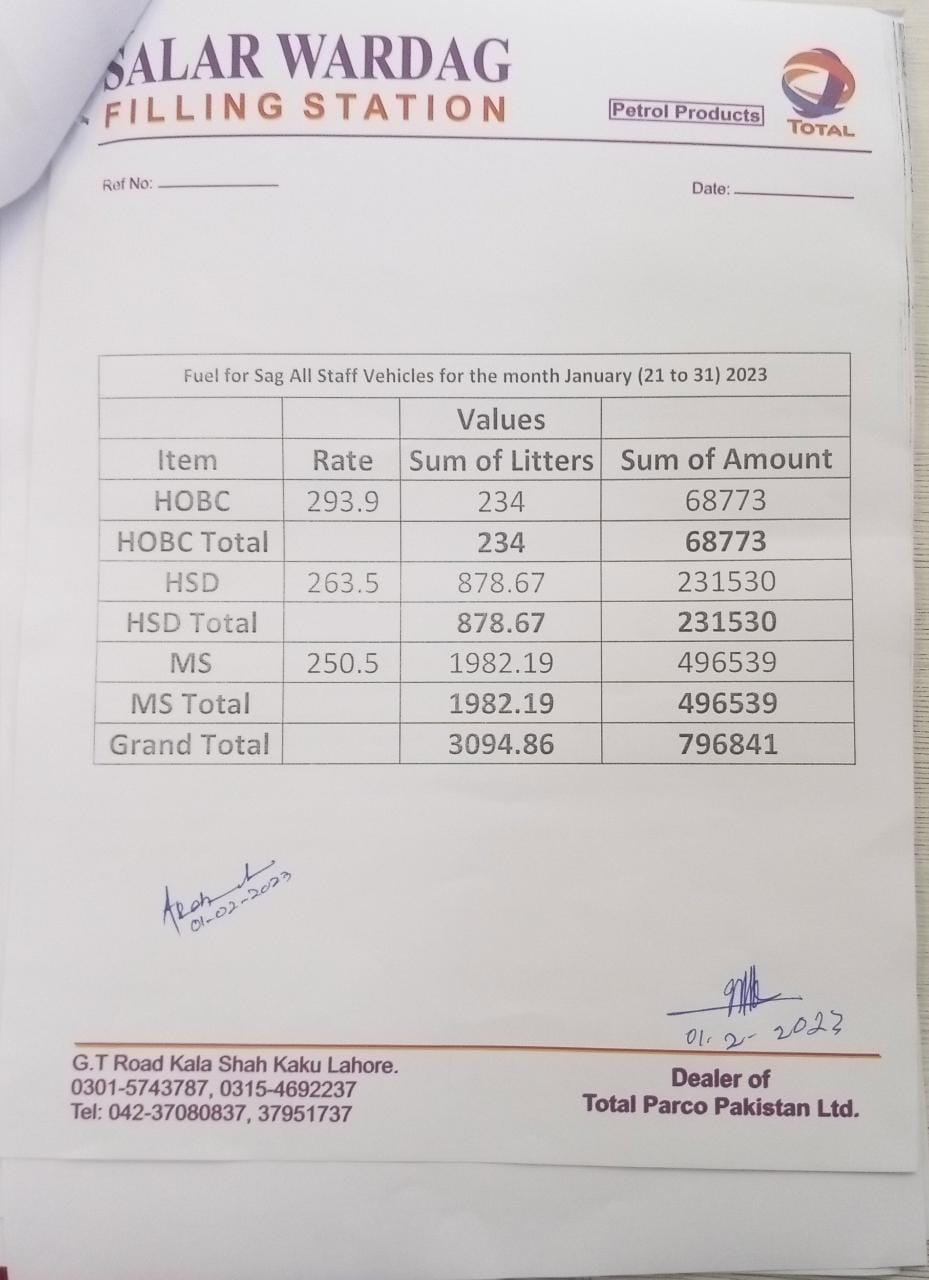 SALAR WARDAG
FILLING STATION
Petrol Products
TOTAL
Ref No:
Date:
Fuel for Sag All Staff Vehicles for the month January (21 to 31) 2023
Values
Item Rate Sum of Litters Sum of Amount
HOBC 293.9 234 68773
HOBC Total 234 68773
HSD 263.5 878.67 231530
HSD Total 878.67 231530
MS 250.5 1982.19 496539
MS Total 1982.19 496539
Grand Total 3094.86 796841
01-02-2023
01. 2- 2023
G.T Road Kala Shah Kaku Lahore.
0301-5743787, 0315-4692237
Tel: 042-37080837, 37951737
Dealer of
Total Parco Pakistan Ltd.